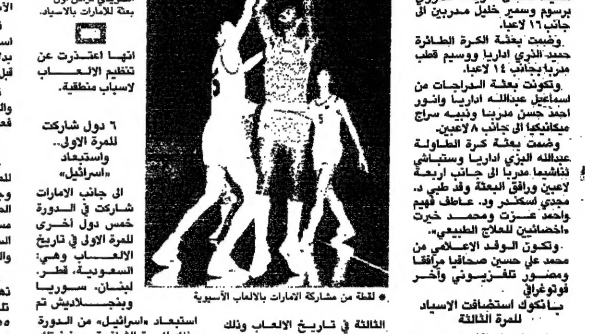 برسوم وسمير خليل مدربين الى
جانب ١٦ لاعبا.
وضمت بعثة الكرة الطائرة
حميد الذري اداريا ووسيم قطب
مدربا بجانب ١٤ لاعبا.
وتكونت بعثة الدراجات من
اسماعيل عبدالله اداريا وانور
احمد حسن مدربا ونبيه سراج
ميكانيكيا الى جانب ٨ لاعبين.
وضمت بعثة كرة الطاولة
عبدالله البزي اداريا وستياشي
تناشيما مدربا الى جانب اربعة
لاعبين ورافق البعثة وفد طبي د.
مجدي اسكندر ود. عاطف فهيم
واحمد عزت ومحمد خيرت
«اخصائيين للعلاج الطبيعي».
وتكون الوفد الاعلامي من
محمد علي حسين صحافيا مرافقا
ومصور تلفزيوني وآخر
فوتوغرافي
بانكوك استضافت الاسياد
للمرة الثالثة
5
5
● لقطة من مشاركة الامارات بالالعاب الآسيوية
الثالثة في تاريخ الالعاب وذلك
بعثة للامارات بالاسياد.
انها اعتذرت عن
تنظيم الالعاب
لاسباب منطقية.
٦ دول شاركت
للمرة الاولى..
واستبعاد
«اسرائيل»
الى جانب الامارات
شاركت في الدورة
خمس دول أخرى
للمرة الاولى في تاريخ
الالعاب وهي:
السعودية، قطر،
لبنان، سوريا
وبنجلاديش تم
استبعاد «اسرائيل» من الدورة